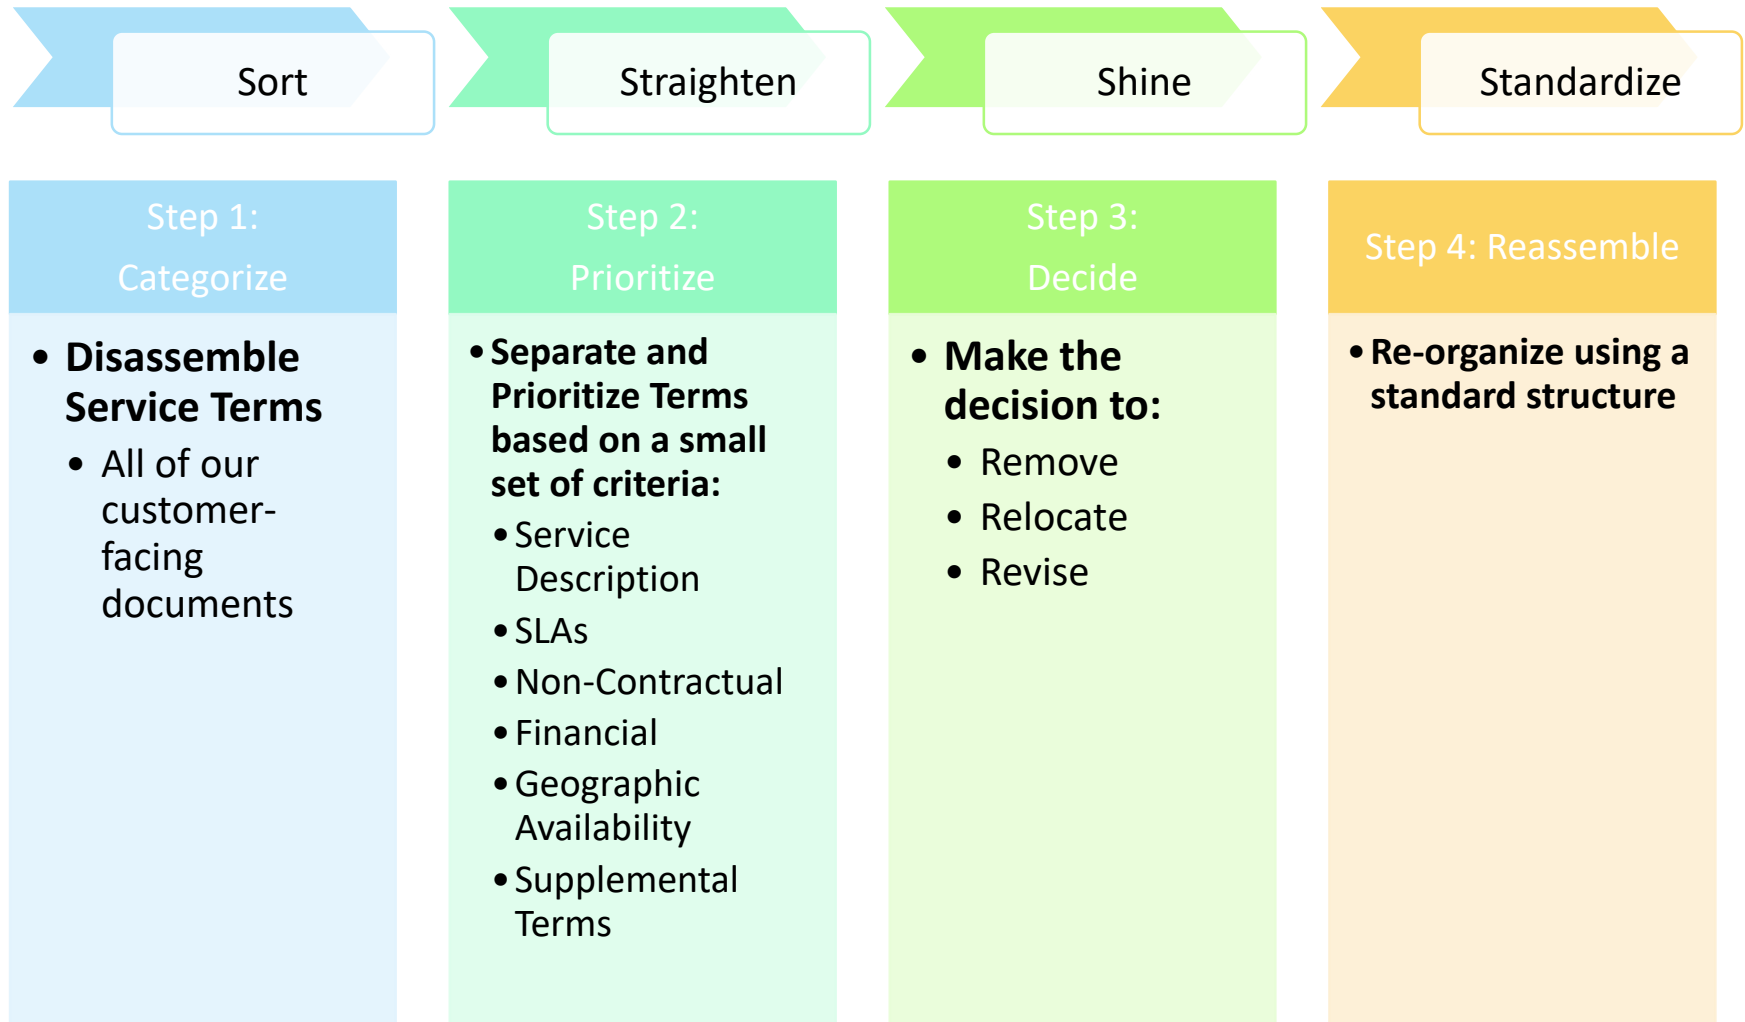 Sort
Straighten
Shine
Standardize
Step 1:
Categorize
• Disassemble
Service Terms
• All of our
customer-
facing
documents
Step 2:
Prioritize
• Separate and
Prioritize Terms
based on a small
set of criteria:
• Service
Description
• SLAs
• Non-Contractual
• Financial
• Geographic
Availability
• Supplemental
Terms
Step 3:
Decide
• Make the
decision to:
• Remove
• Relocate
• Revise
Step 4: Reassemble
• Re-organize using a
standard structure